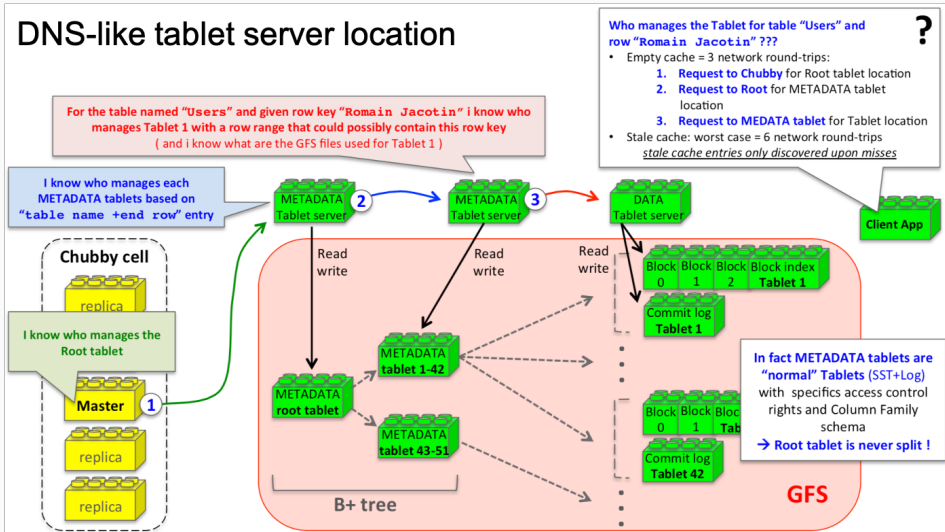 DNS-like tablet server location
Who manages the Tablet for table “Users” and
row “Romain Jacotin” ???
?
• Empty cache = 3 network round-trips:
1. Request to Chubby for Root tablet location
2. Request to Root for METADATA tablet
location
3. Request to MEDATA tablet for Tablet location
• Stale cache: worst case = 6 network round-trips
stale cache entries only discovered upon misses
For the table named “Users” and given row key “Romain Jacotin” i know who
manages Tablet 1 with a row range that could possibly contain this row key
( and i know what are the GFS files used for Tablet 1 )
I know who manages each
METADATA tablets based on
“table name +end row” entry
METADATA
Tablet server
2
METADATA
Tablet server
3
DATA
Tablet server
Client App
Chubby cell
replica
I know who manages the
Root tablet
Master
1
replica
replica
Read
write
Read
write
Read
write
Block
0
Block
1
Block
2
Block index
Tablet 1
Commit log
Tablet 1
METADATA
root tablet
METADATA
tablet 1-42
METADATA
tablet 43-51
B+ tree
Block
0
Block
1
Commit log
Tablet 42
GFS
In fact METADATA tablets are
“normal” Tablets (SST+Log)
with specifics access control
rights and Column Family
schema
→ Root tablet is never split !